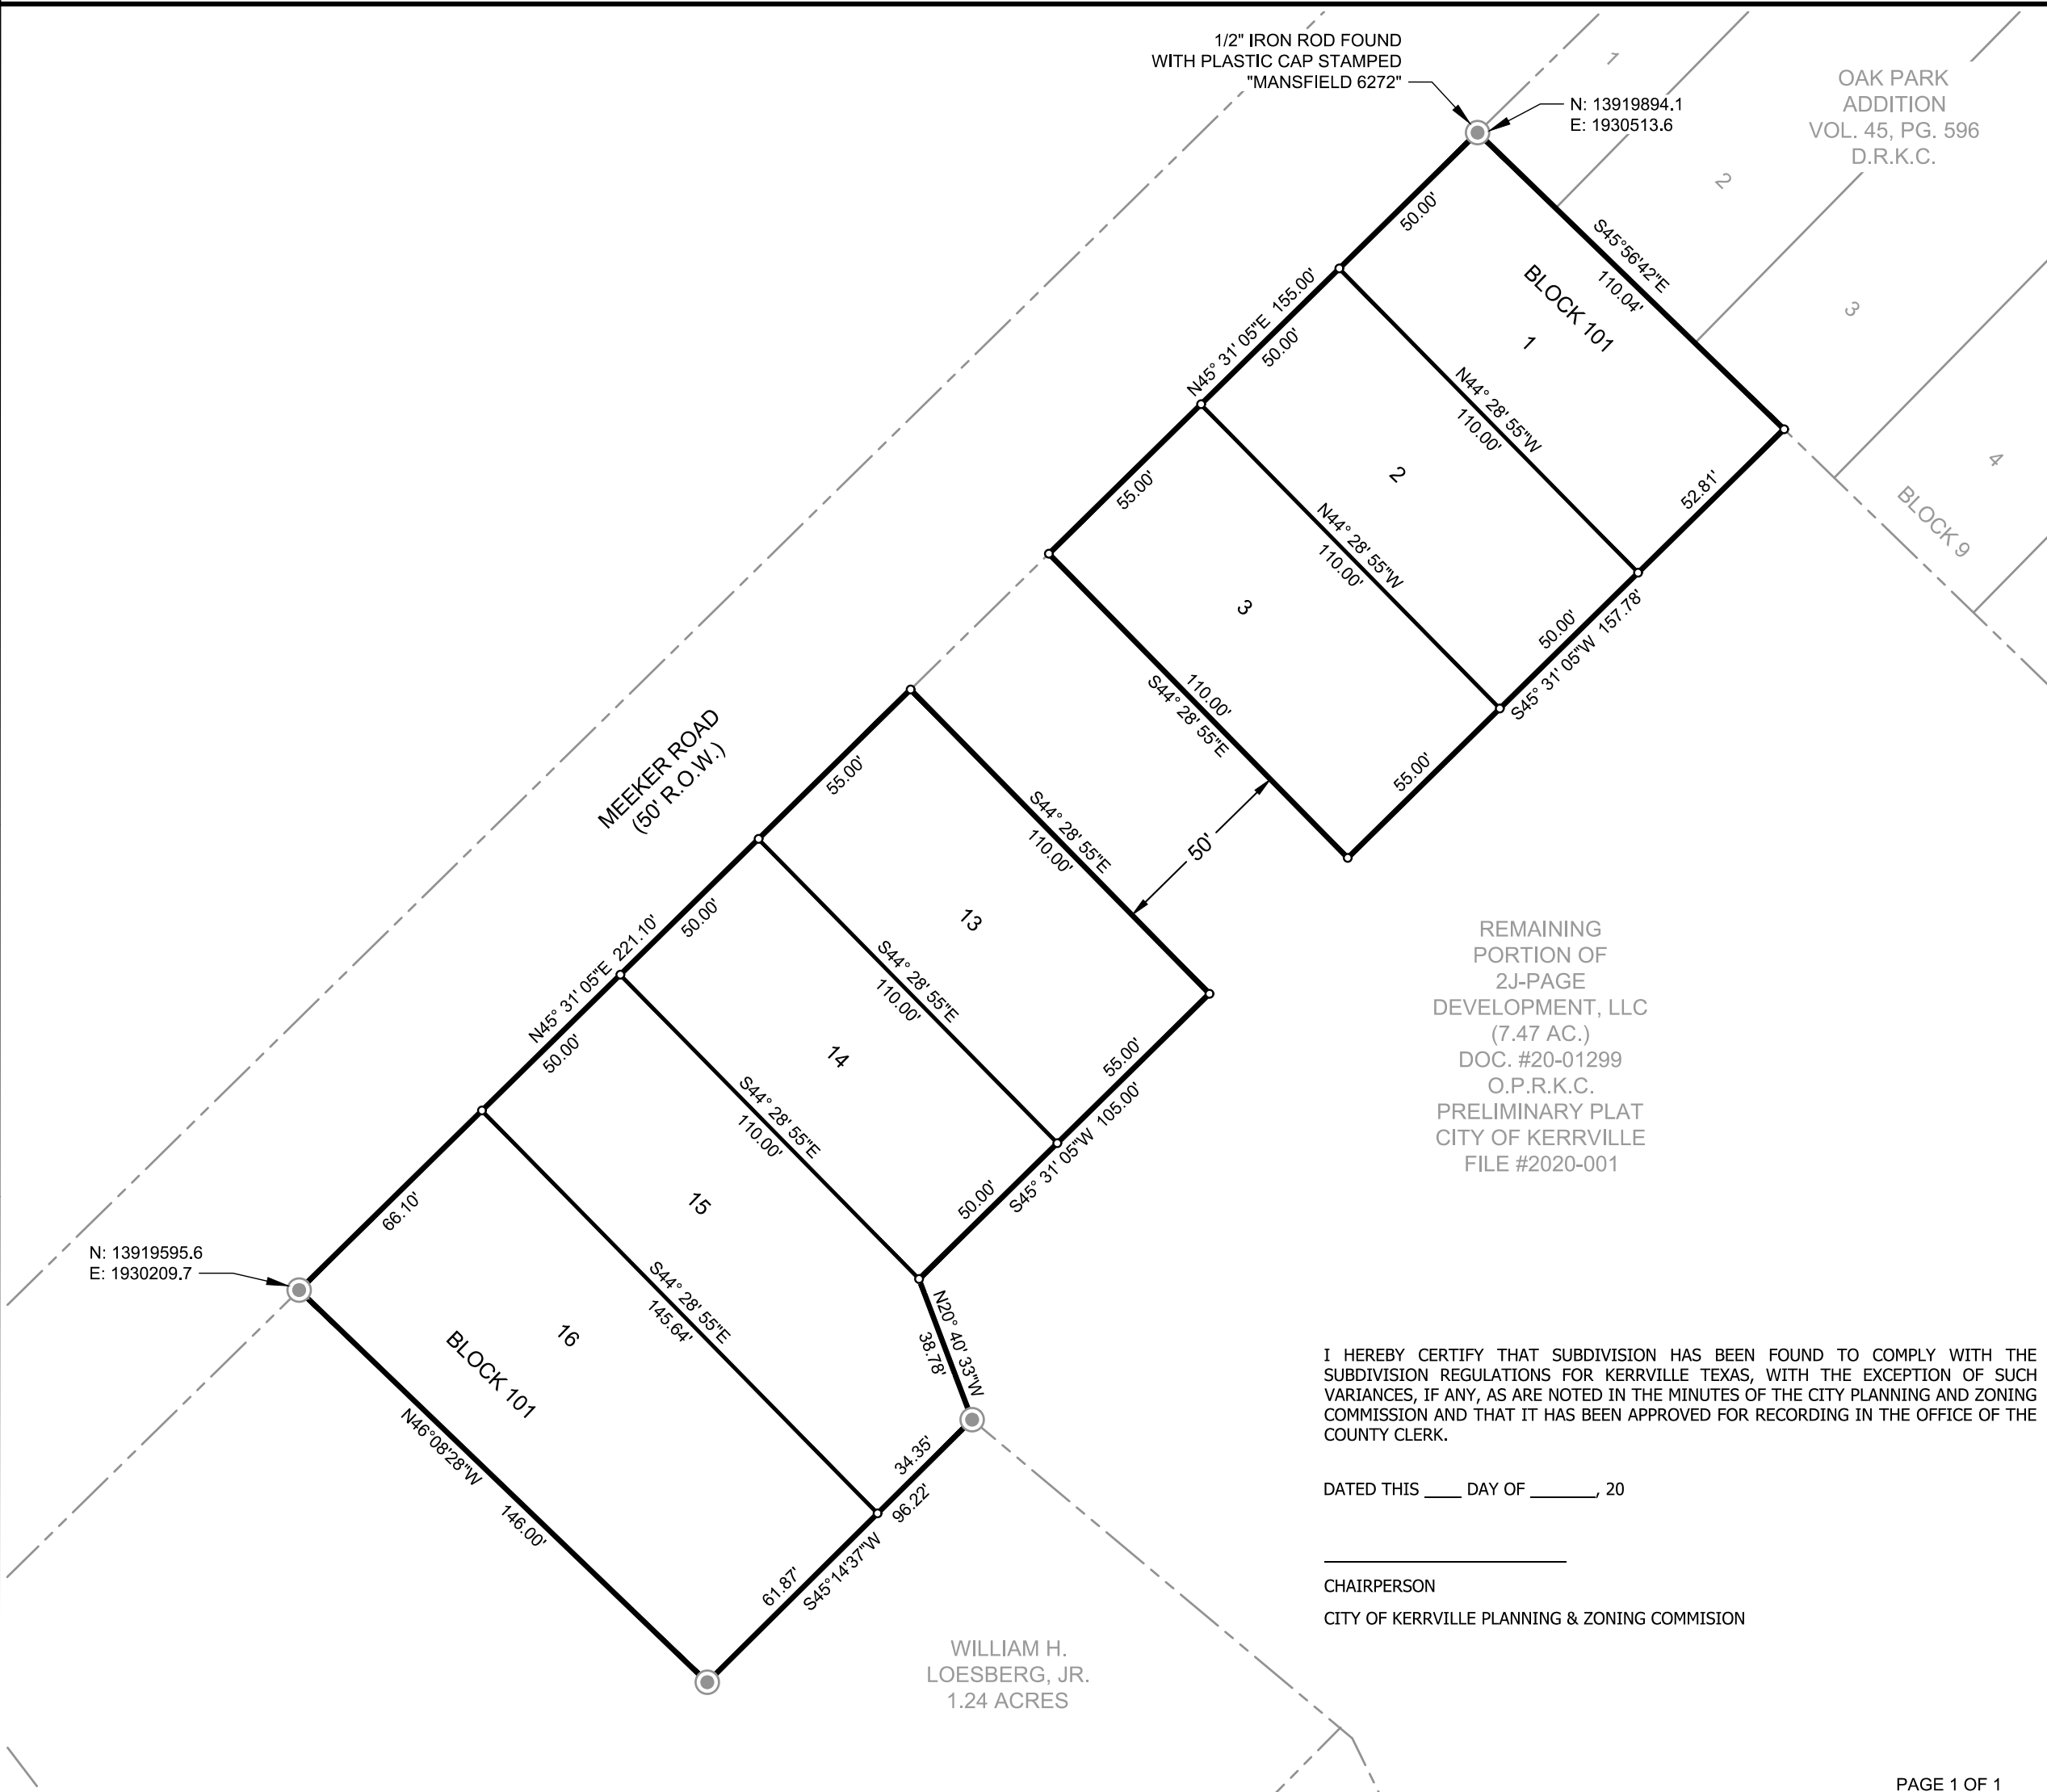 1/2" IRON ROD FOUND
WITH PLASTIC CAP STAMPED
"MANSFIELD 6272"
N: 13919894.1
E: 1930513.6
OAK PARK
ADDITION
VOL. 45, PG. 596
D.R.K.C.
1
2
3
4
BLOCK 9
50.00'
S45°56'42"E
110.04'
BLOCK 101
1
N45° 31' 05"E 155.00'
50.00'
N44° 28' 55"W
110.00'
52.81'
2
55.00'
N44° 28' 55"W
110.00'
50.00'
S45° 31' 05"W 157.78'
3
110.00'
S44° 28' 55"E
55.00'
MEEKER ROAD
(50' R.O.W.)
55.00'
S44° 28' 55"E
110.00'
50'
13
50.00'
N45° 31' 05"E 221.10'
S44° 28' 55"E
110.00'
55.00'
S45° 31' 05"W 105.00'
14
50.00'
S44° 28' 55"E
110.00'
50.00'
15
66.10'
N: 13919595.6
E: 1930209.7
S44° 28' 55"E
145.64'
N20° 40' 33"W
38.78'
16
BLOCK 101
N46°08'28"W
146.00'
34.35'
96.22'
61.87'
S45°14'37"W
REMAINING
PORTION OF
2J-PAGE
DEVELOPMENT, LLC
(7.47 AC.)
DOC. #20-01299
O.P.R.K.C.
PRELIMINARY PLAT
CITY OF KERRVILLE
FILE #2020-001
I HEREBY CERTIFY THAT SUBDIVISION HAS BEEN FOUND TO COMPLY WITH THE
SUBDIVISION REGULATIONS FOR KERRVILLE TEXAS, WITH THE EXCEPTION OF SUCH
VARIANCES, IF ANY, AS ARE NOTED IN THE MINUTES OF THE CITY PLANNING AND ZONING
COMMISSION AND THAT IT HAS BEEN APPROVED FOR RECORDING IN THE OFFICE OF THE
COUNTY CLERK.
DATED THIS ____ DAY OF _______, 20
CHAIRPERSON
CITY OF KERRVILLE PLANNING & ZONING COMMISION
WILLIAM H.
LOESBERG, JR.
1.24 ACRES
PAGE 1 OF 1